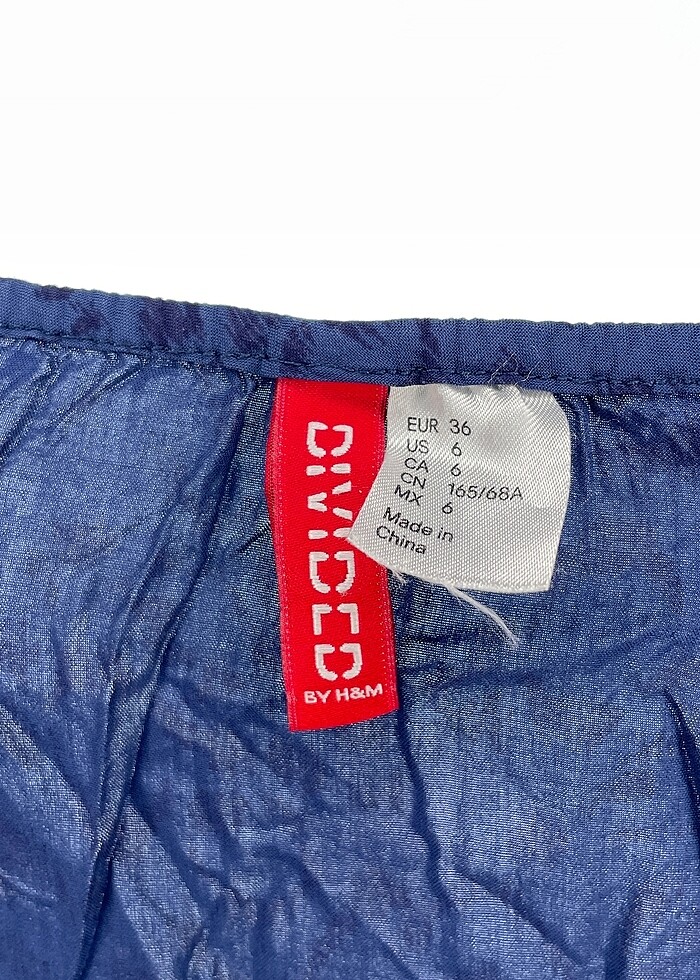 DIVIDED
BY H&M
EUR 36
US 6
CA 6
CN 165/68A
MX 6
Made in
China